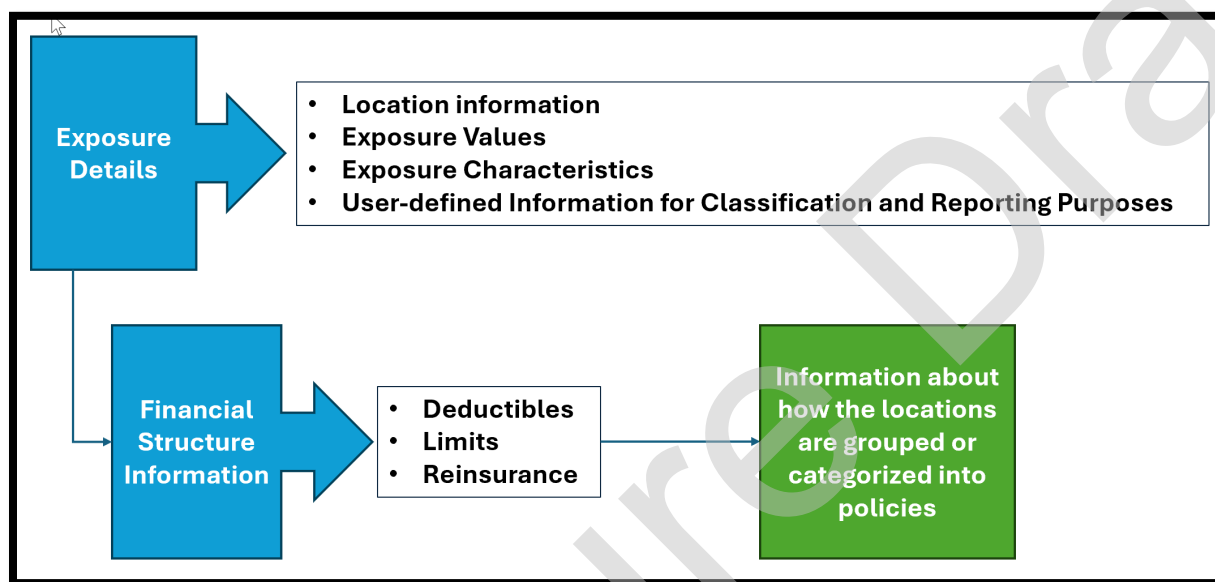 Exposure
Details
• Location information
• Exposure Values
• Exposure Characteristics
• User-defined Information for Classification and Reporting Purposes
Financial
Structure
Information
• Deductibles
• Limits
• Reinsurance
Information about
how the locations
are grouped or
categorized into
policies